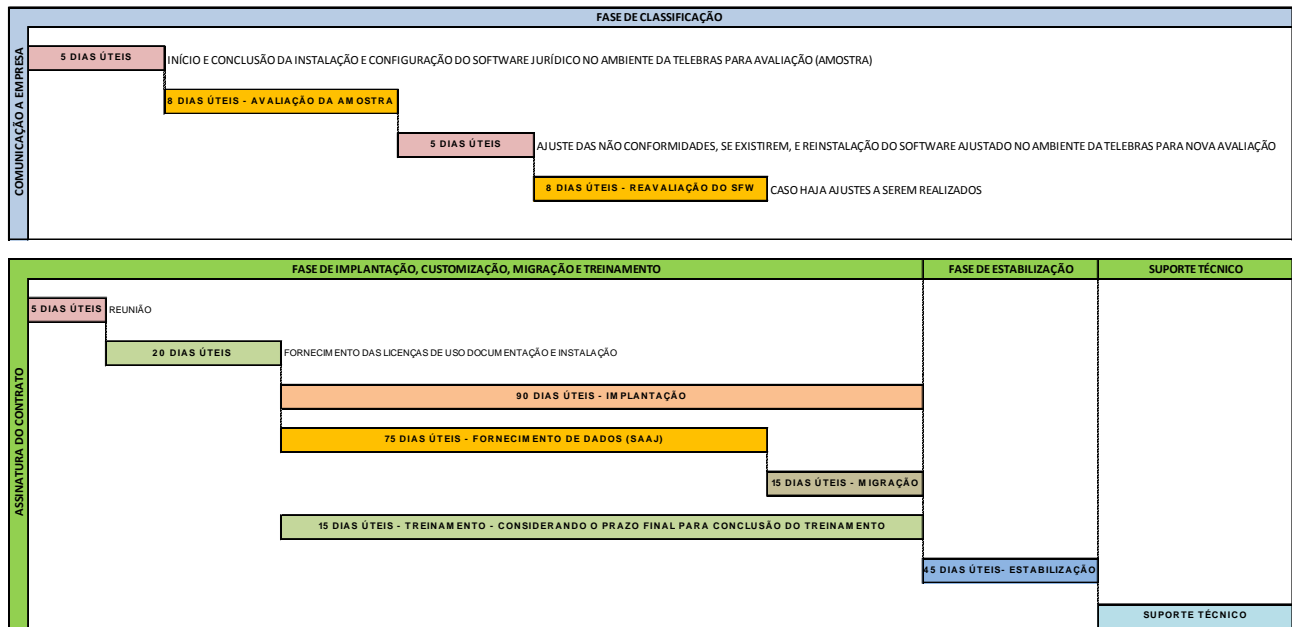 FASE DE CLASSIFICAÇÃO
COMUNICAÇÃO A EMPRESA
5 DIAS ÚTEIS
INÍCIO E CONCLUSÃO DA INSTALAÇÃO E CONFIGURAÇÃO DO SOFTWARE JURÍDICO NO AMBIENTE DA TELEBRAS PARA AVALIAÇÃO (AMOSTRA)
8 DIAS ÚTEIS - AVALIAÇÃO DA AMOSTRA
5 DIAS ÚTEIS
AJUSTE DAS NÃO CONFORMIDADES, SE EXISTIREM, E REINSTALAÇÃO DO SOFTWARE AJUSTADO NO AMBIENTE DA TELEBRAS PARA NOVA AVALIAÇÃO
8 DIAS ÚTEIS - REAVALIAÇÃO DO SFW
CASO HAJA AJUSTES A SEREM REALIZADOS
FASE DE IMPLANTAÇÃO, CUSTOMIZAÇÃO, MIGRAÇÃO E TREINAMENTO
FASE DE ESTABILIZAÇÃO
SUPORTE TÉCNICO
ASSINATURA DO CONTRATO
5 DIAS ÚTEIS
REUNIÃO
20 DIAS ÚTEIS
FORNECIMENTO DAS LICENÇAS DE USO DOCUMENTAÇÃO E INSTALAÇÃO
90 DIAS ÚTEIS - IMPLANTAÇÃO
75 DIAS ÚTEIS - FORNECIMENTO DE DADOS (SAAJ)
15 DIAS ÚTEIS - MIGRAÇÃO
15 DIAS ÚTEIS - TREINAMENTO - CONSIDERANDO O PRAZO FINAL PARA CONCLUSÃO DO TREINAMENTO
45 DIAS ÚTEIS- ESTABILIZAÇÃO
SUPORTE TÉCNICO